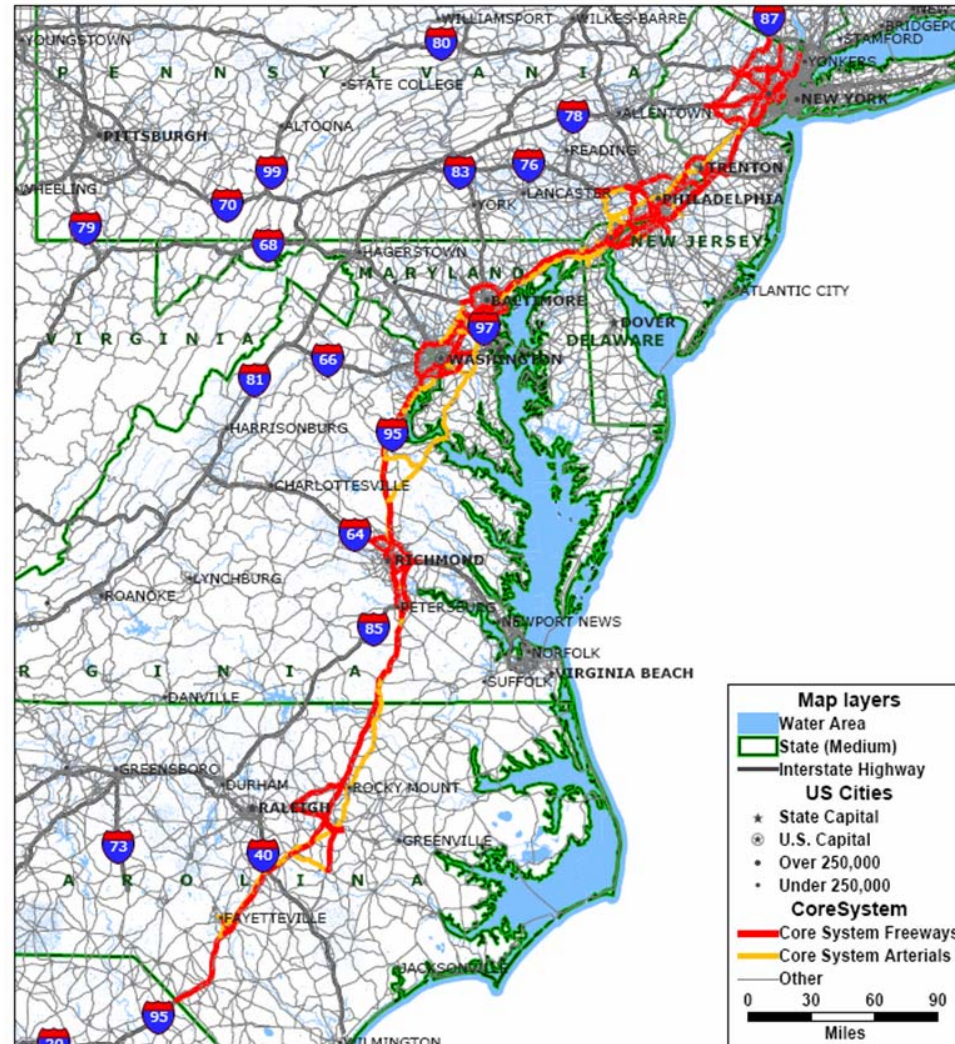 WILLIAMSPORT
WILKES-BARRE
87
NEW
BRIDGEPO
YOUNGSTOWN
80
STAMFORD
YONKERS
P E N N S Y L V A N I A
STATE COLLEGE
NEW YORK
ALLENTOWN
78
ALTOONA
PITTSBURGH
READING
99
83
76
TRENTON
WHEELING
70
LANCASTER
YORK
PHILADELPHIA
79
68
NEW JERSEY
HAGERSTOWN
M A R Y L A N D
ATLANTIC CITY
BALTIMORE
97
DOVER
V I R G I N I A
DELAWARE
66
WASHINGTON
81
HARRISONBURG
95
CHARLOTTESVILLE
64
RICHMOND
LYNCHBURG
ROANOKE
PETERSBURG
85
NEWPORT NEWS
NORFOLK
R G I N I A
SUFFOLK
VIRGINIA BEACH
DANVILLE
GREENSBORO
DURHAM
ROCKY MOUNT
RALEIGH
73
40
GREENVILLE
A R O L I N A
FAYETTEVILLE
JACKSONVILLE
95
20
WILMINGTON
Map layers
Water Area
State (Medium)
Interstate Highway
US Cities
State Capital
U.S. Capital
Over 250,000
Under 250,000
CoreSystem
Core System Freeways
Core System Arterials
Other
0 30 60 90
Miles